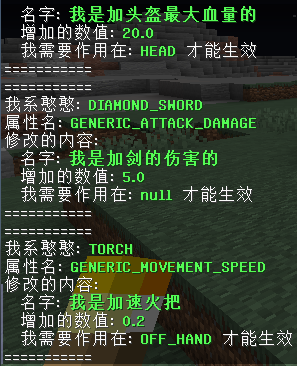 名字: 我是加头盔最大血量的
增加的数值: 20.0
我需要作用在: HEAD 才能生效
===========
===========
我系憨憨: DIAMOND_SWORD
属性名: GENERIC_ATTACK_DAMAGE
修改的内容:
名字: 我是加剑的伤害的
增加的数值: 5.0
我需要作用在: null 才能生效
===========
===========
我系憨憨: TORCH
属性名: GENERIC_MOVEMENT_SPEED
修改的内容:
名字: 我是加速火把
增加的数值: 0.2
我需要作用在: OFF_HAND 才能生效
===========